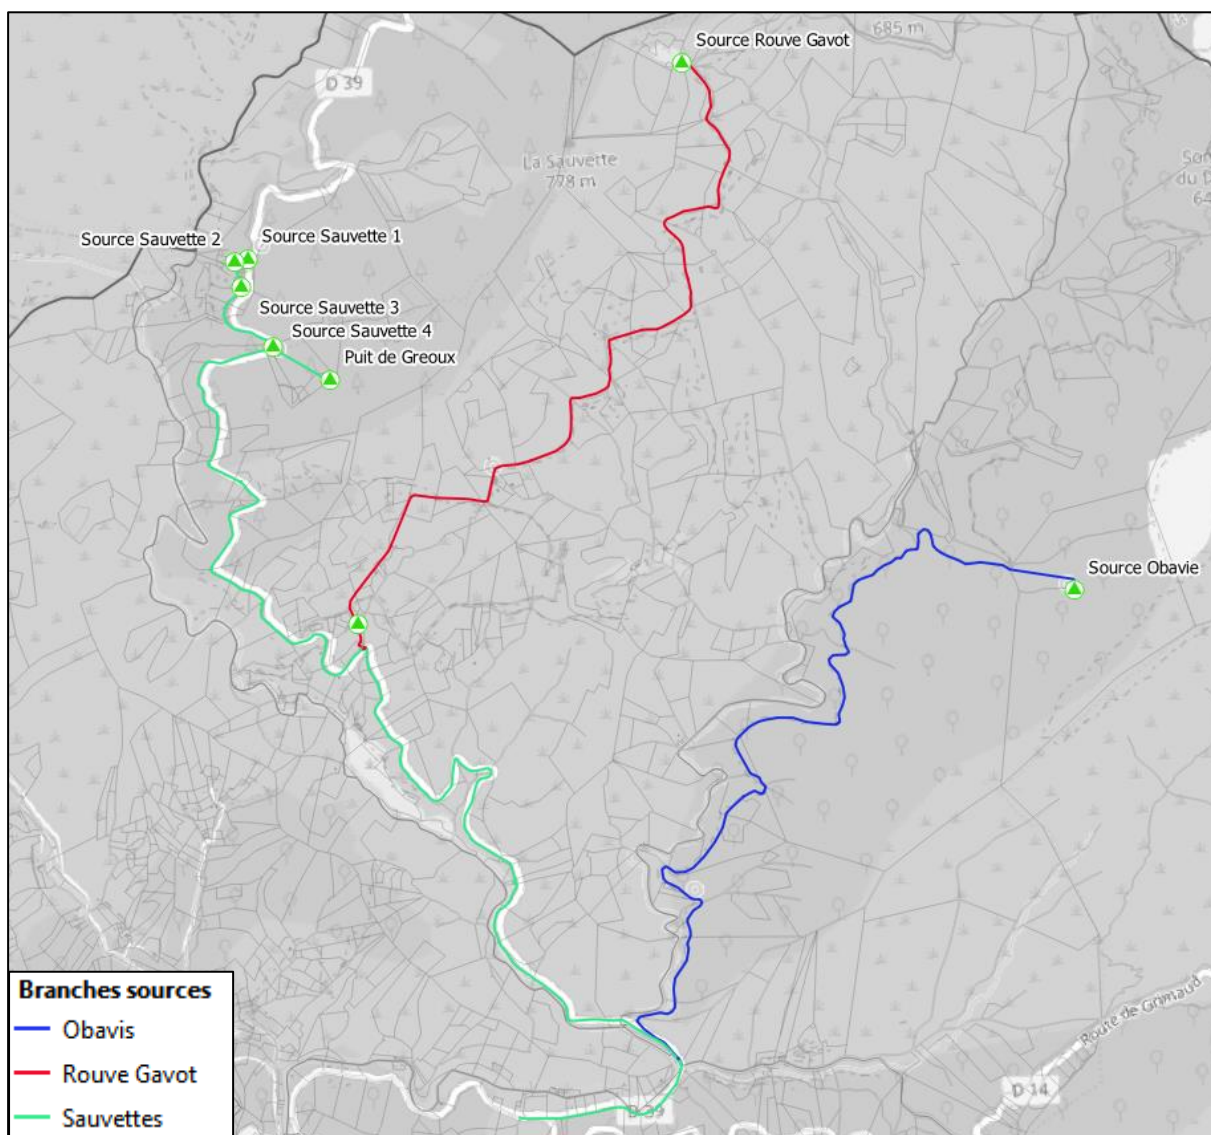 685 m
Source Rouve Gavot
D 39
La Sauvette
778 m
Source Sauvette 2
Source Sauvette 1
Source Sauvette 3
Source Sauvette 4
Puit de Greoux
Source Obavie
Branches sources
Obavis
Rouve Gavot
Sauvettes
Route de Grimaud
D 14
D 39